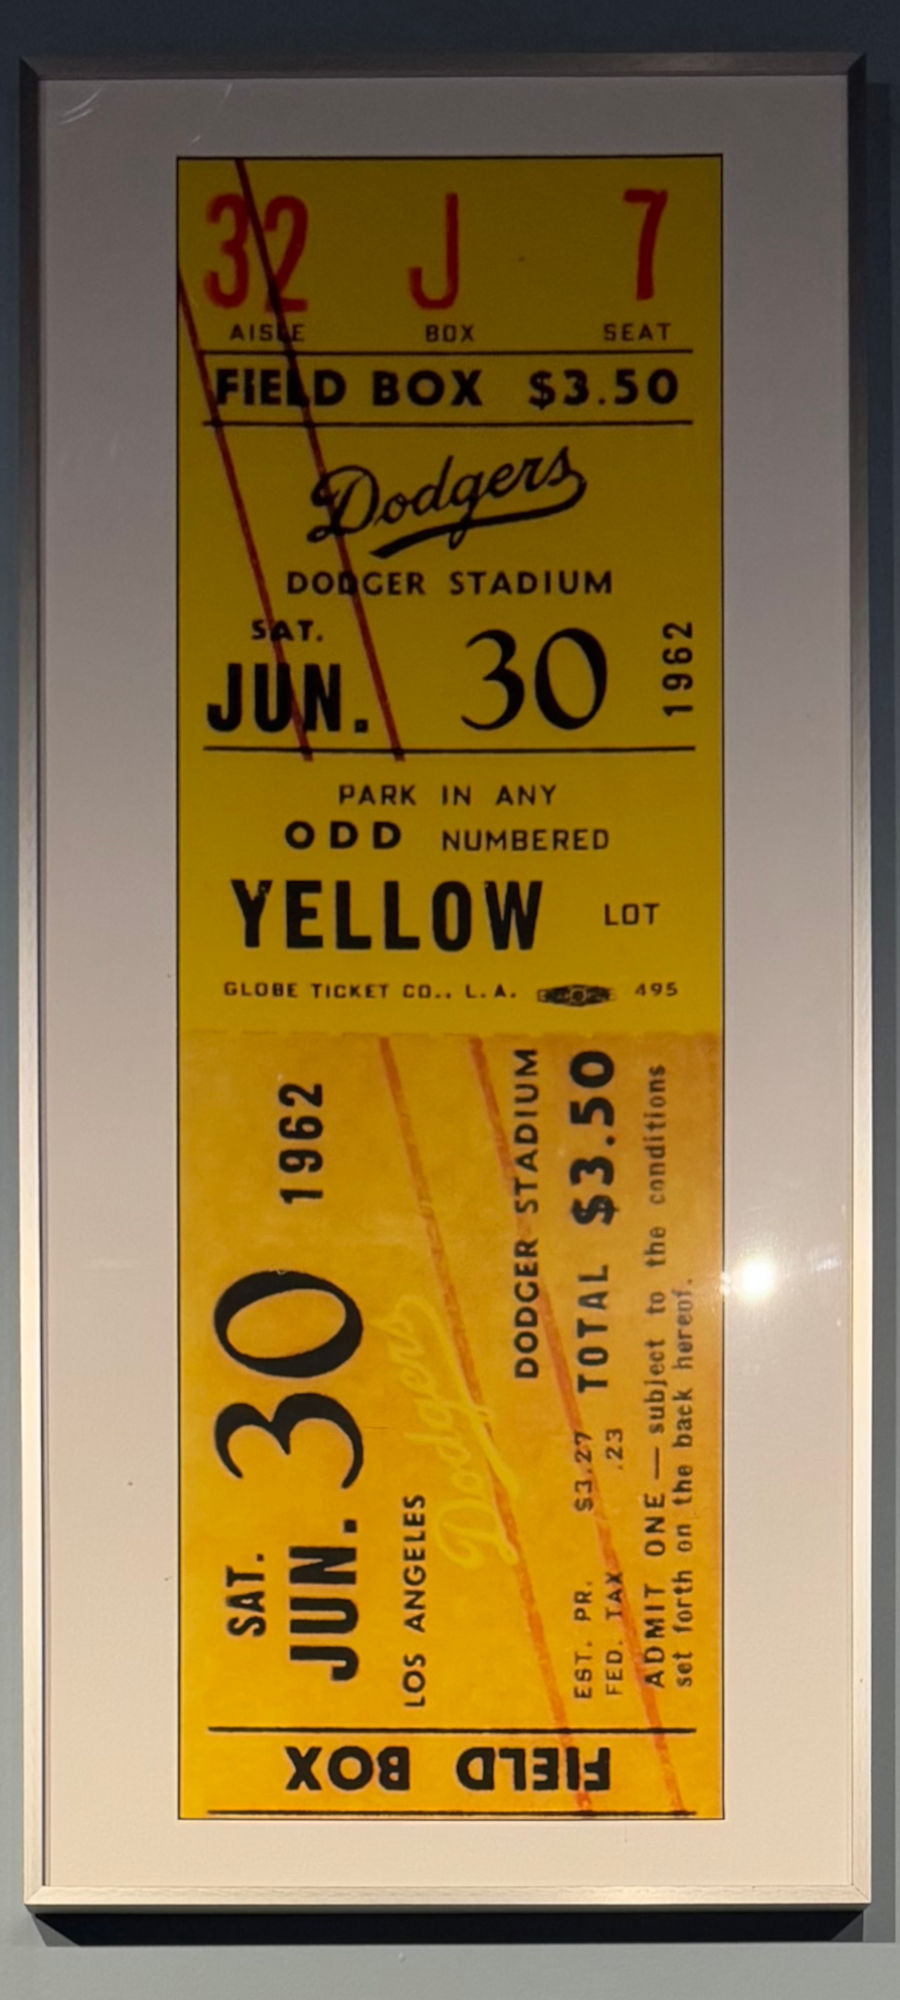 32 J 7
AISLE BOX SEAT
FIELD BOX $3.50
Dodgers
DODGER STADIUM
SAT.
JUN. 30 1962
PARK IN ANY
ODD NUMBERED
YELLOW LOT
GLOBE TICKET CO., L.A. 495
SAT.
JUN. 30 1962
LOS ANGELES
Dodgers
DODGER STADIUM
EST. PR. $3.27 TOTAL $3.50
FED. TAX .23
ADMIT ONE — subject to the conditions
set forth on the back hereof.
FIELD BOX